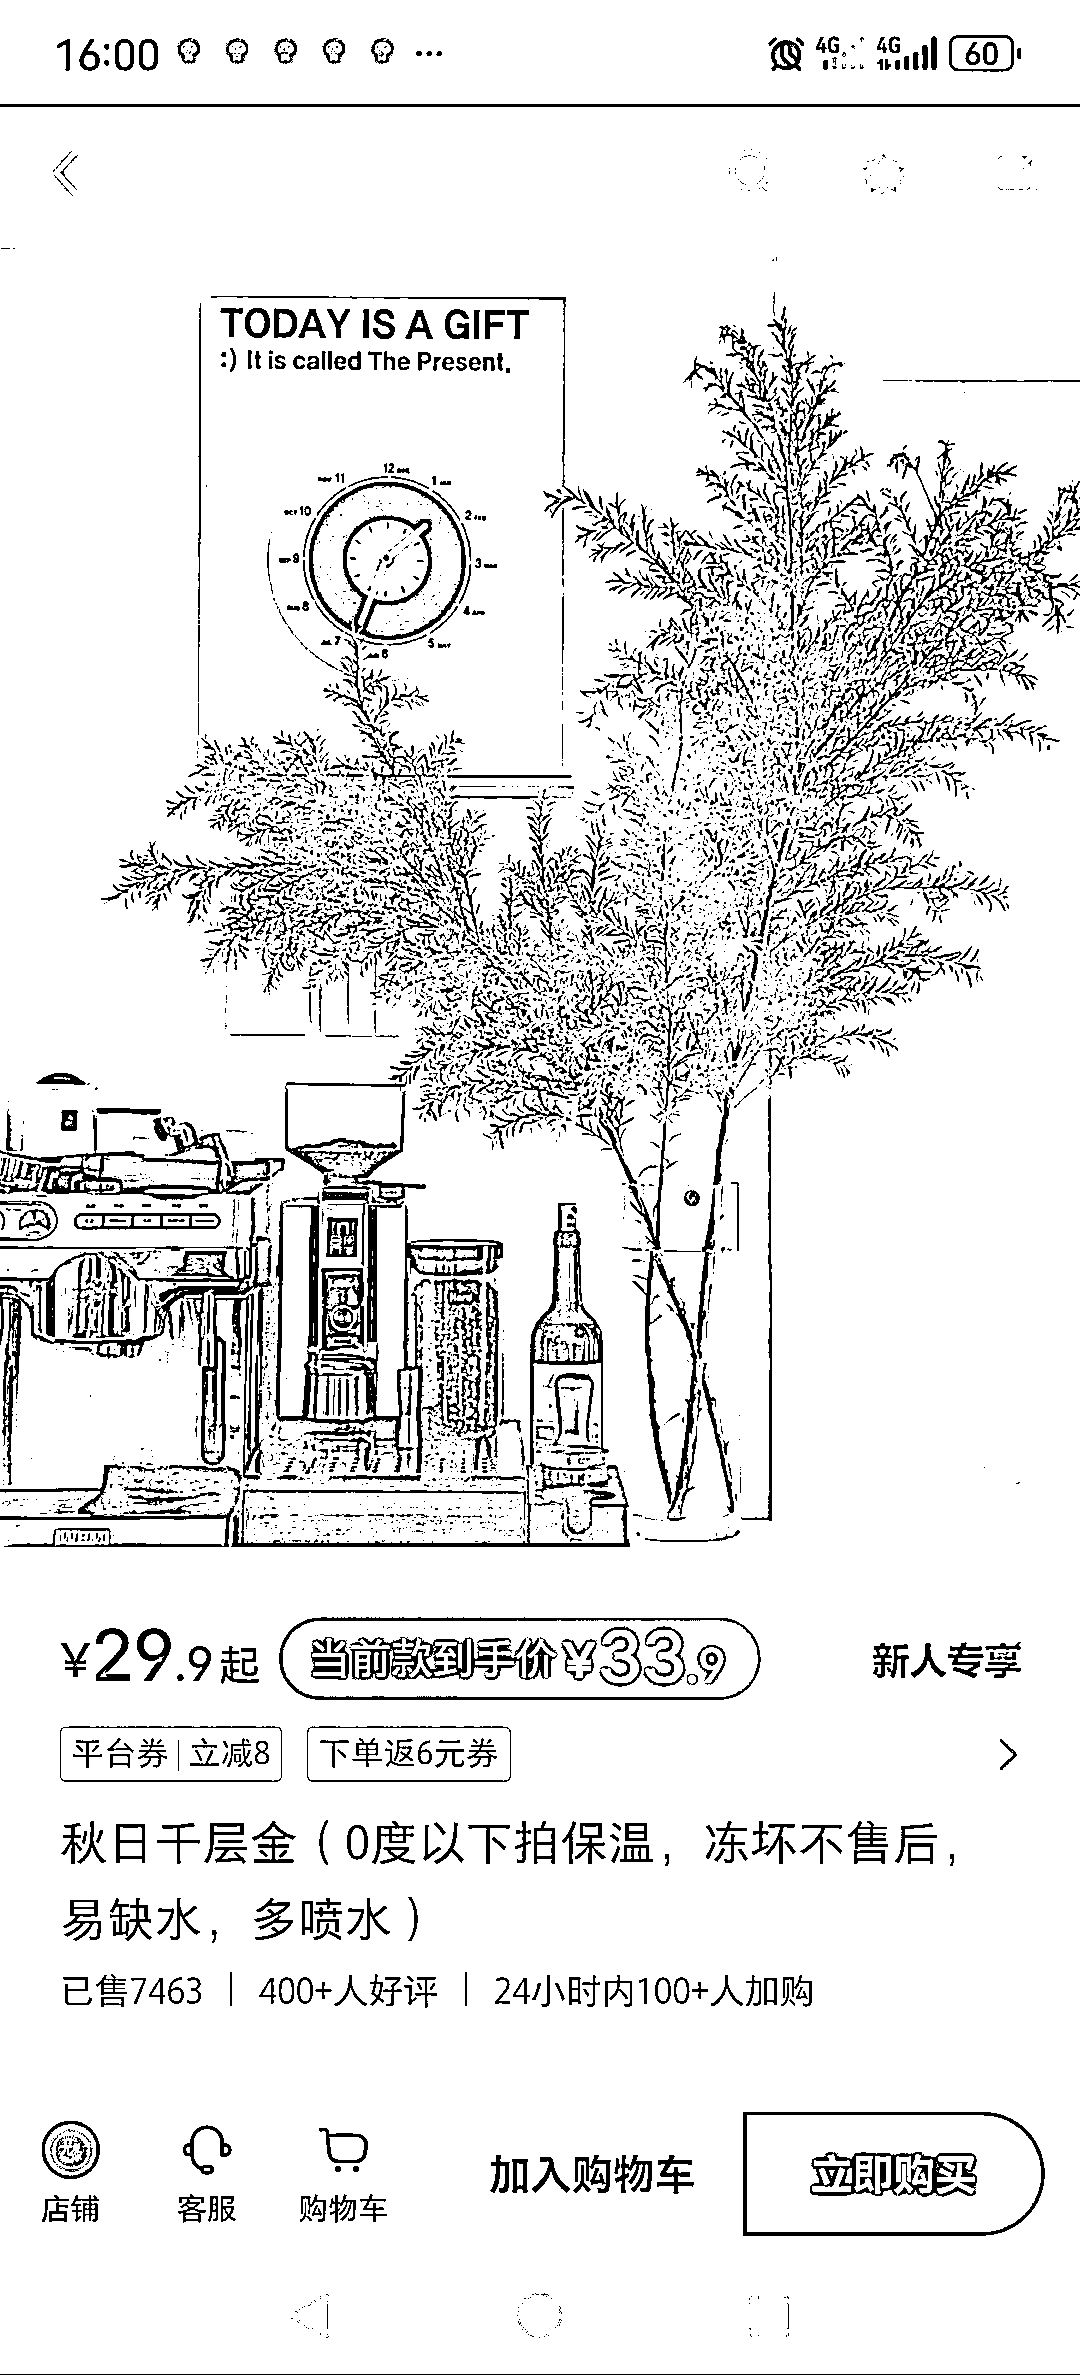 16:00
4G 4G 60
TODAY IS A GIFT
:) It is called The Present.
12
11 1
10 2
9 3
8 4
7 6 5
¥29.9起 当前款到手价¥33.9 新人专享
平台券 立减8 下单返6元券
秋日千层金（0度以下拍保温，冻坏不售后，
易缺水，多喷水）
已售7463 | 400+人好评 | 24小时内100+人加购
加入购物车 立即购买
店铺 客服 购物车